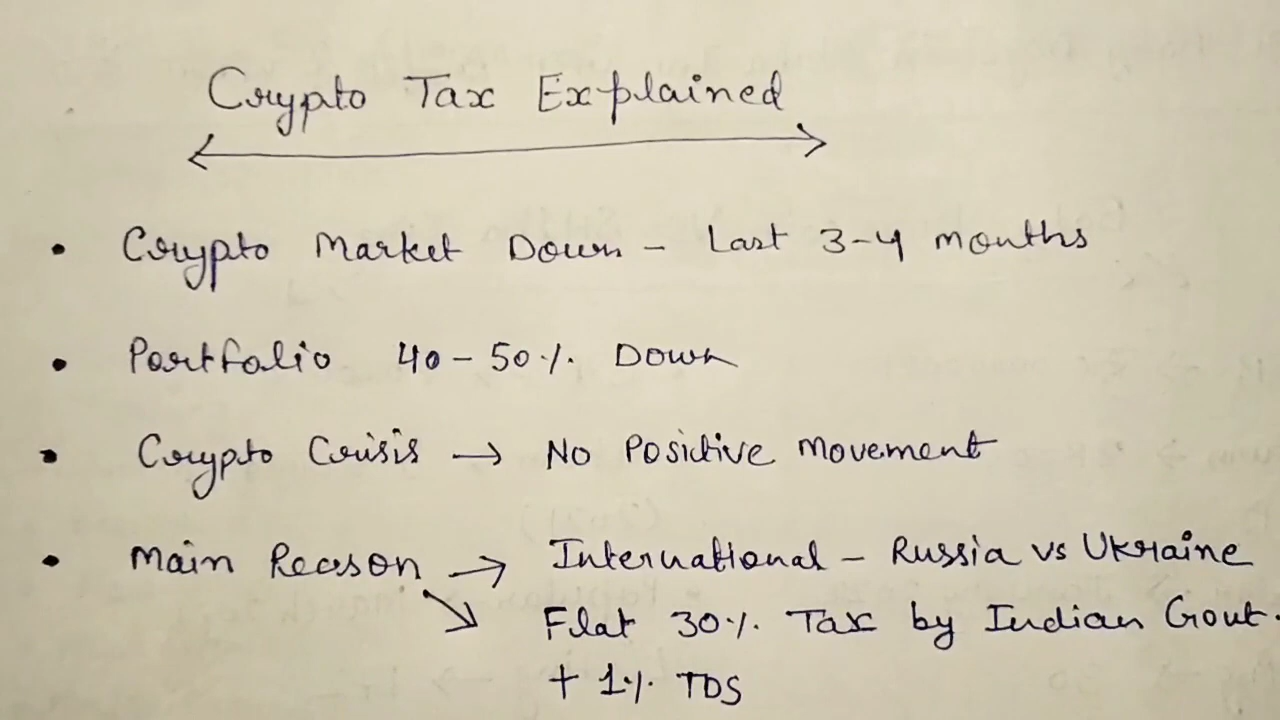 Crypto Tax Explained
• Crypto Market Down - Last 3-4 months
• Portfolio 40-50% Down
• Crypto Crisis → No Positive Movement
• Main Reason → International - Russia vs Ukraine
Flat 30% Tax by Indian Govt.
+ 1% TDS